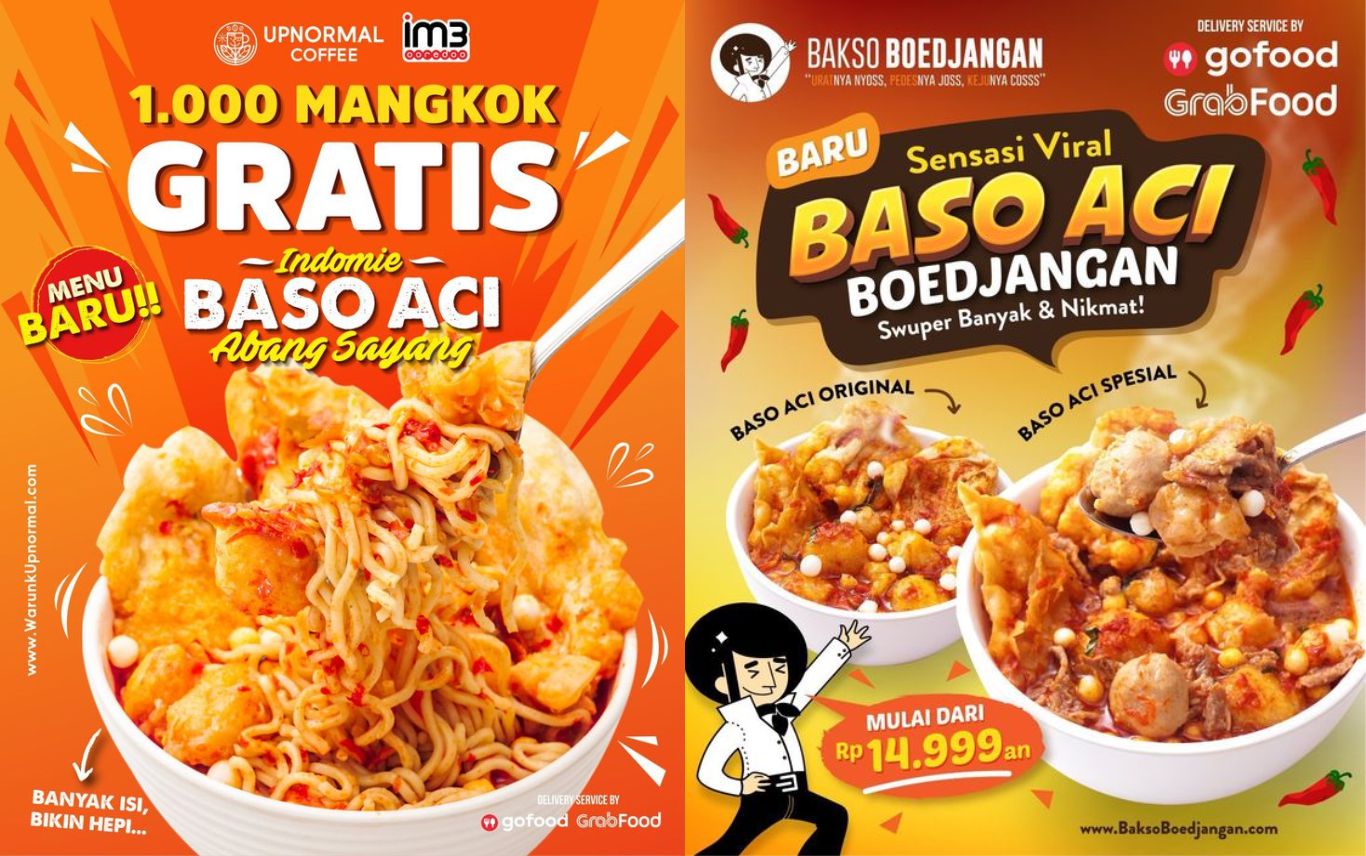 UPNORMAL
COFFEE
im3
ooredoo
1.000 MANGKOK
GRATIS
Indomie
BASO ACI
Abang Sayang
MENU
BARU!!
www.WarunkUpnormal.com
BANYAK ISI,
BIKIN HEPI...
DELIVERY SERVICE BY
gofood GrabFood
BAKSO BOEDJANGAN
"URATNYA NYOSS, PEDESNYA JOSS, KEJUNYA COSSS"
DELIVERY SERVICE BY
gofood
GrabFood
BARU
Sensasi Viral
BASO ACI
BOEDJANGAN
Swuper Banyak & Nikmat!
BASO ACI ORIGINAL
BASO ACI SPESIAL
MULAI DARI
Rp 14.999an
www.BaksoBoedjangan.com